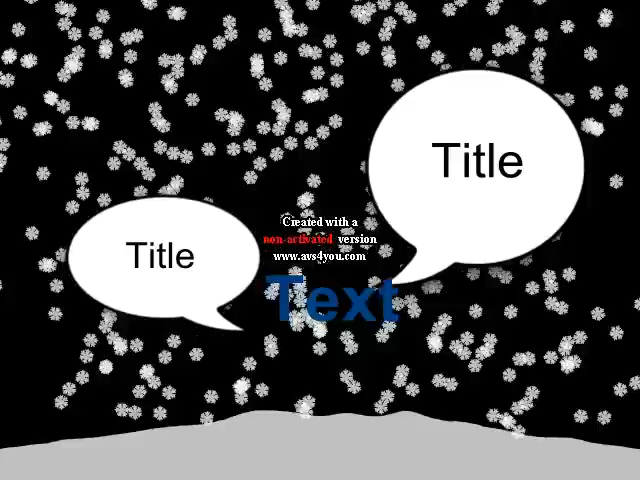 Title
Title
Created with a
non-activated version
www.avs4you.com
Text